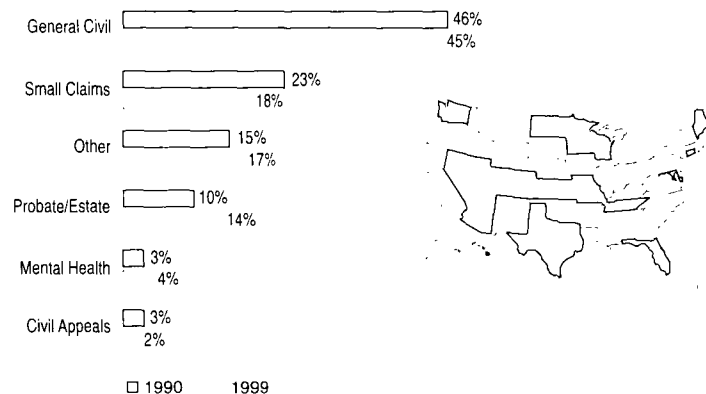 General Civil 46%
45%
Small Claims 23%
18%
Other 15%
17%
Probate/Estate 10%
14%
Mental Health 3%
4%
Civil Appeals 3%
2%
1990 1999